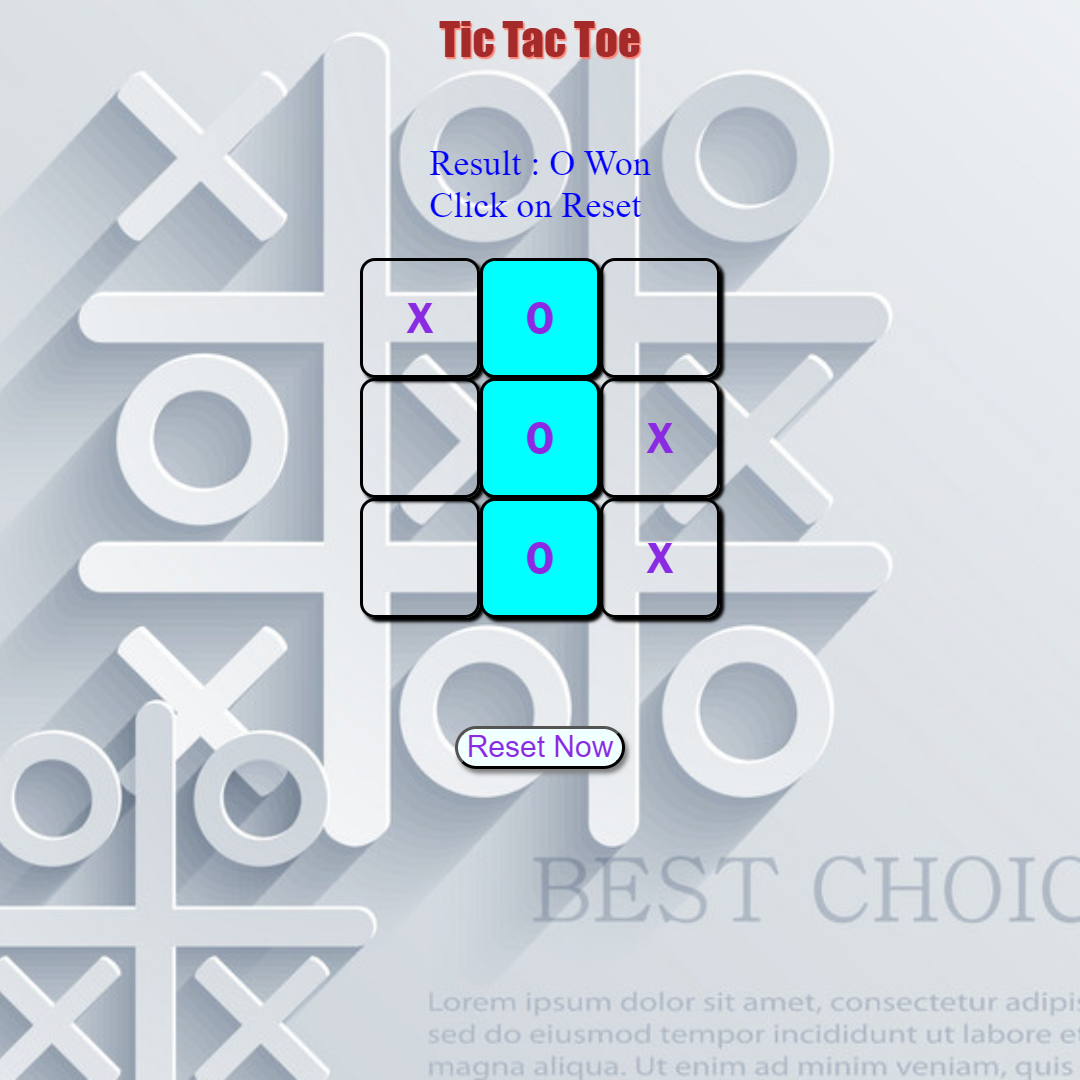 Tic Tac Toe
Result : O Won
Click on Reset
X O
O X
O X
Reset Now
BEST CHOIC
Lorem ipsum dolor sit amet, consectetur adipis
sed do eiusmod tempor incididunt ut labore et
magna aliqua. Ut enim ad minim veniam, quis